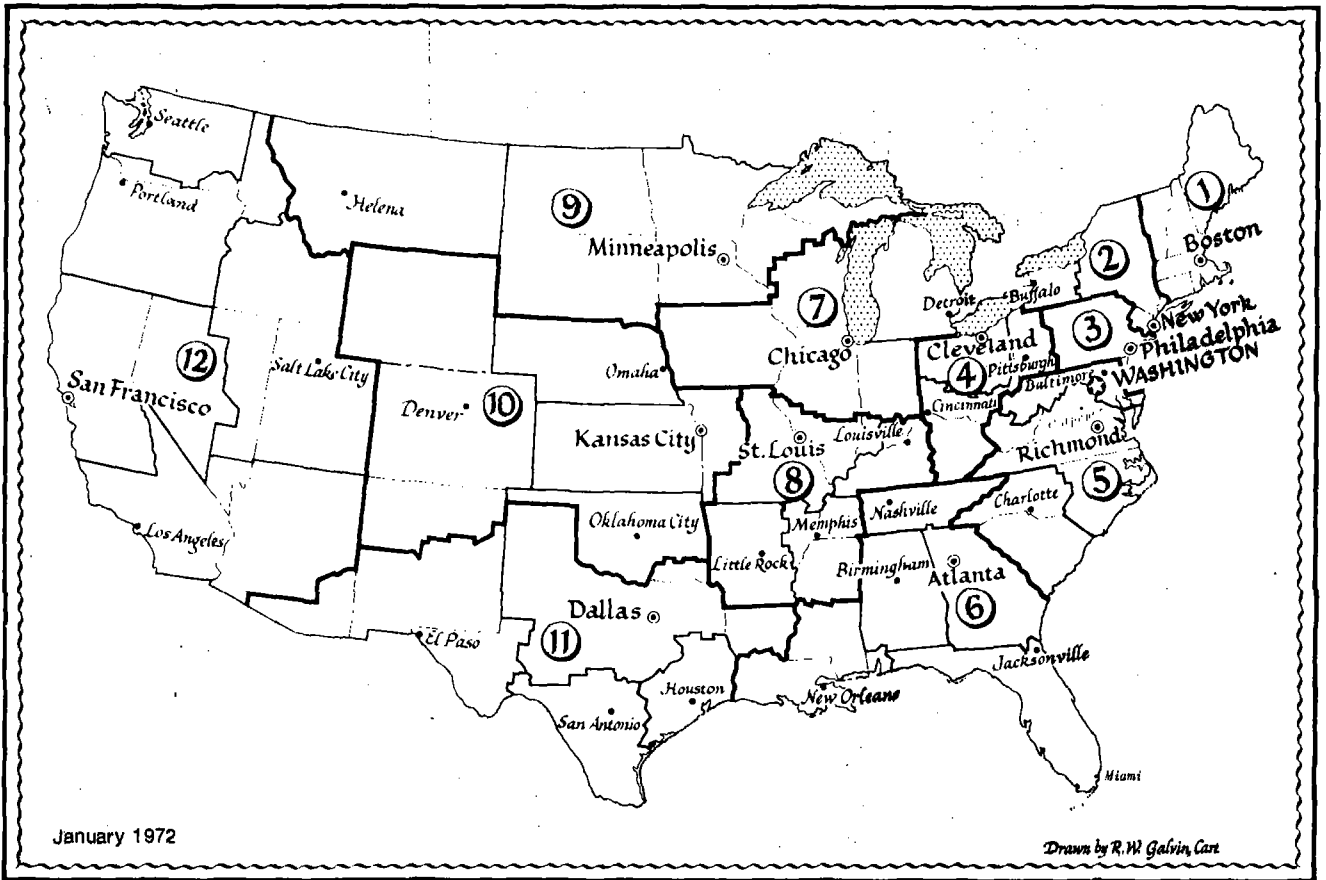 Seattle
Portland
Helena
9
Minneapolis
1
Boston
2
Buffalo
Detroit
7
Chicago
Cleveland
Pittsburgh
4
Cincinnati
3
New York
Philadelphia
WASHINGTON
Baltimore
12
San Francisco
Salt Lake City
Omaha
Denver
10
Kansas City
St. Louis
8
Louisville
Richmond
5
Charlotte
Nashville
Memphis
Los Angeles
Oklahoma City
Little Rock
Birmingham
Atlanta
6
Dallas
11
El Paso
Houston
San Antonio
New Orleans
Jacksonville
Miami
January 1972
Drawn by R.W. Galvin, Cart